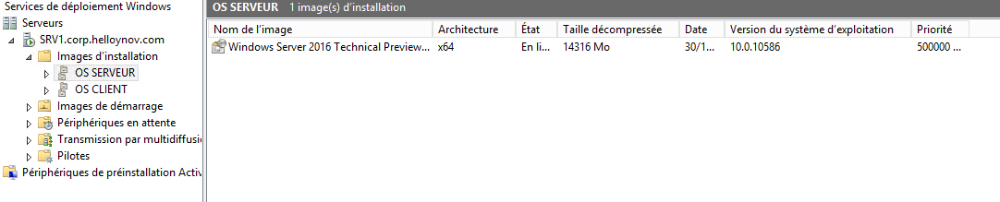 Services de déploiement Windows
Serveurs
SRV1.corp.helloynov.com
Images d'installation
OS SERVEUR
OS CLIENT
Images de démarrage
Périphériques en attente
Transmission par multidiffusi
Pilotes
Périphériques de préinstallation Activ
OS SERVEUR 1 image(s) d'installation
Nom de l'image Architecture État Taille décompressée Date Version du système d'exploitation Priorité
Windows Server 2016 Technical Preview... x64 En li... 14316 Mo 30/1... 10.0.10586 500000 ...